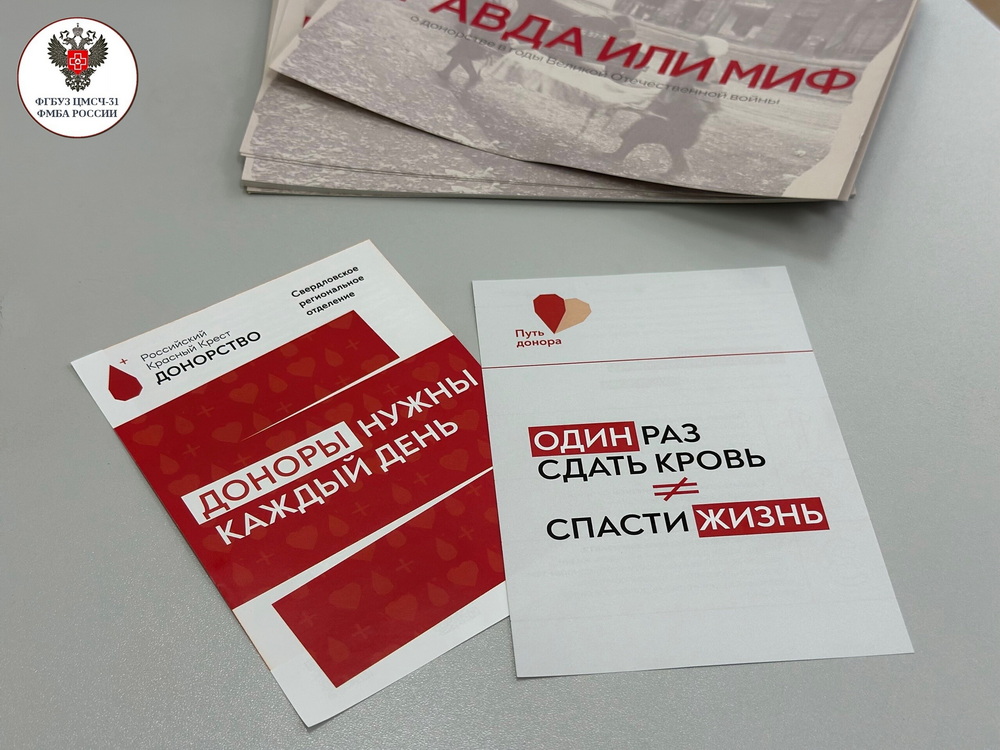 ФГБУЗ ЦМСЧ-31
ФМБА РОССИИ
АВДА ИЛИ МИФ
о донорстве в годы Великой Отечественной войны
Свердловское
региональное
отделение
Российский
Красный Крест
ДОНОРСТВО
ДОНОРЫ НУЖНЫ
КАЖДЫЙ ДЕНЬ
Путь
донора
ОДИН РАЗ
СДАТЬ КРОВЬ
≠
СПАСТИ ЖИЗНЬ